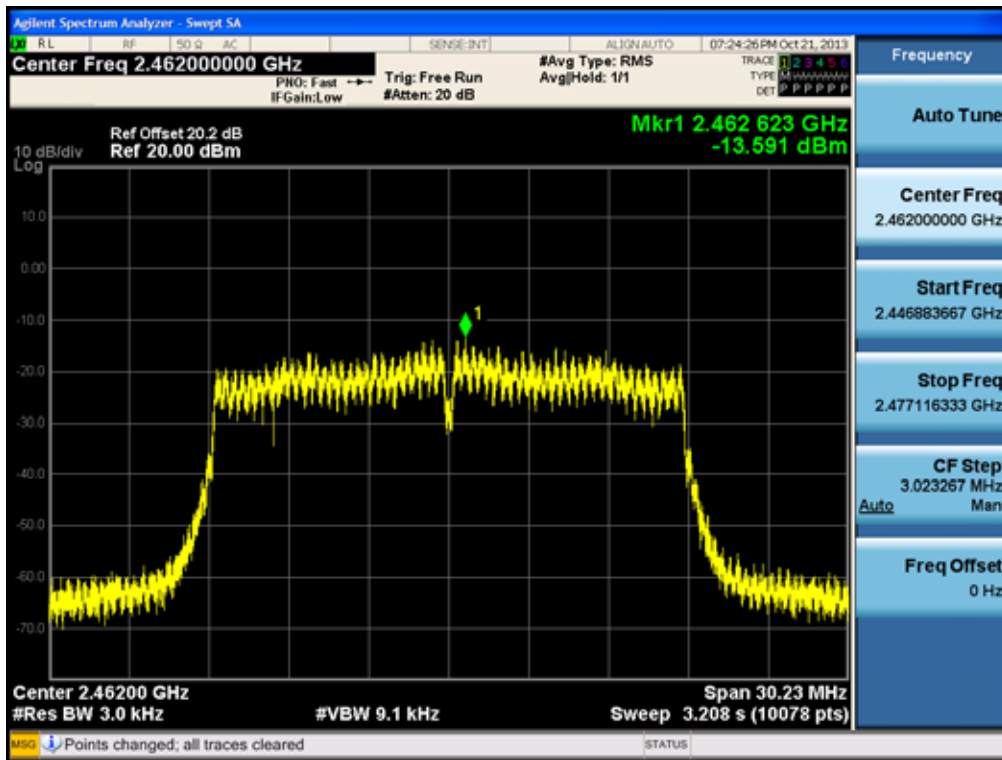 Agilent Spectrum Analyzer - Swept SA
RL RF 50 Ω AC SENSE:INT ALIGN AUTO 07:24:26 PM Oct 21, 2013
Center Freq 2.462000000 GHz
PNO: Fast
IFGain:Low
Trig: Free Run
#Atten: 20 dB
#Avg Type: RMS
Avg|Hold: 1/1
TRACE 1 2 3 4 5 6
TYPE M
DET P P P P P P
Frequency
Auto Tune
Mkr1 2.462 623 GHz
-13.591 dBm
Ref Offset 20.2 dB
10 dB/div Ref 20.00 dBm
Log
10.0
0.00
-10.0
-20.0
-30.0
-40.0
-50.0
-60.0
-70.0
1
Center Freq
2.462000000 GHz
Start Freq
2.446883667 GHz
Stop Freq
2.477116333 GHz
CF Step
3.023267 MHz
Auto Man
Freq Offset
0 Hz
Center 2.46200 GHz Span 30.23 MHz
#Res BW 3.0 kHz #VBW 9.1 kHz Sweep 3.208 s (10078 pts)
MSG Points changed; all traces cleared STATUS